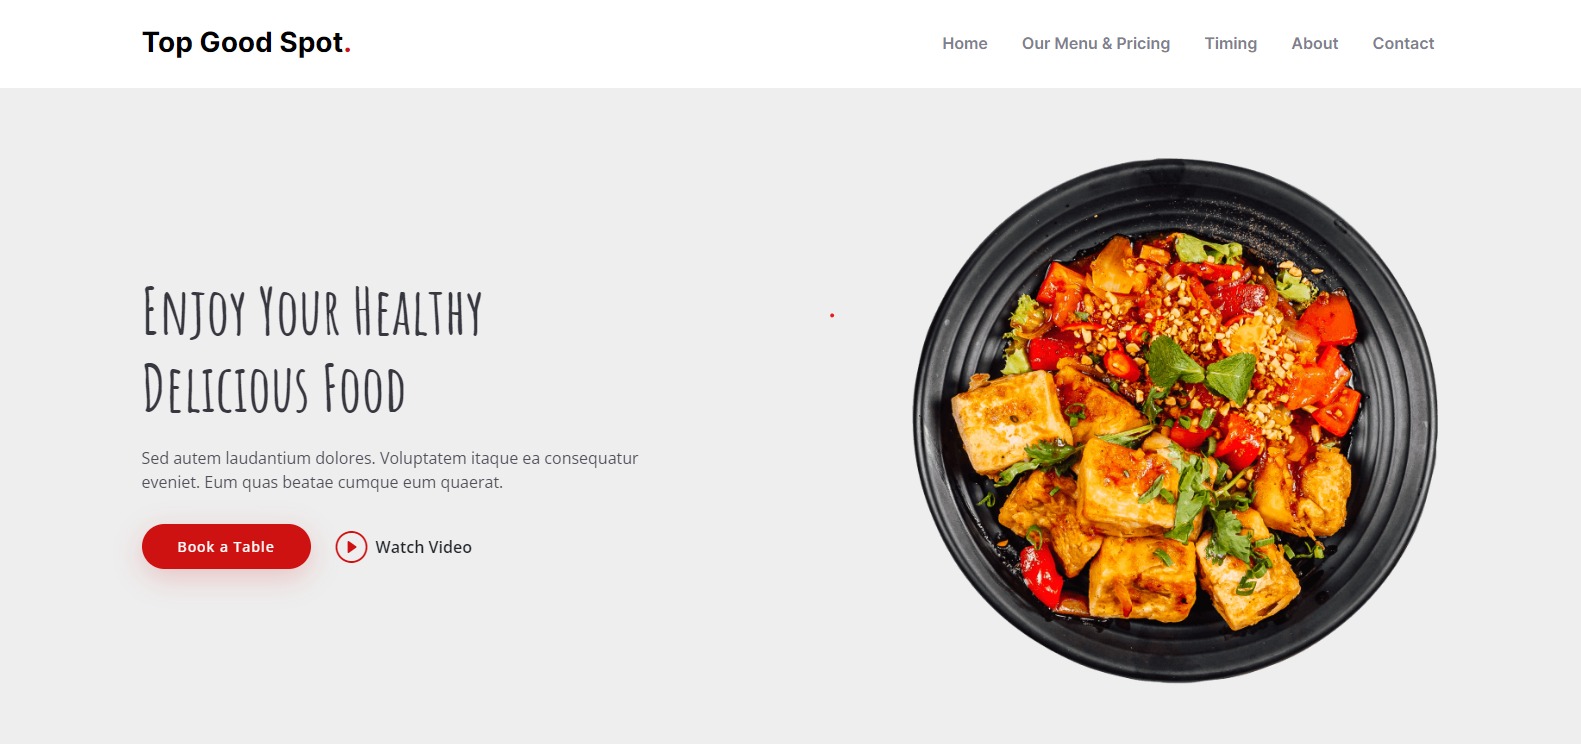 Top Good Spot.
Home Our Menu & Pricing Timing About Contact
Enjoy Your Healthy
Delicious Food
Sed autem laudantium dolores. Voluptatem itaque ea consequatur
eveniet. Eum quas beatae cumque eum quaerat.
Book a Table Watch Video